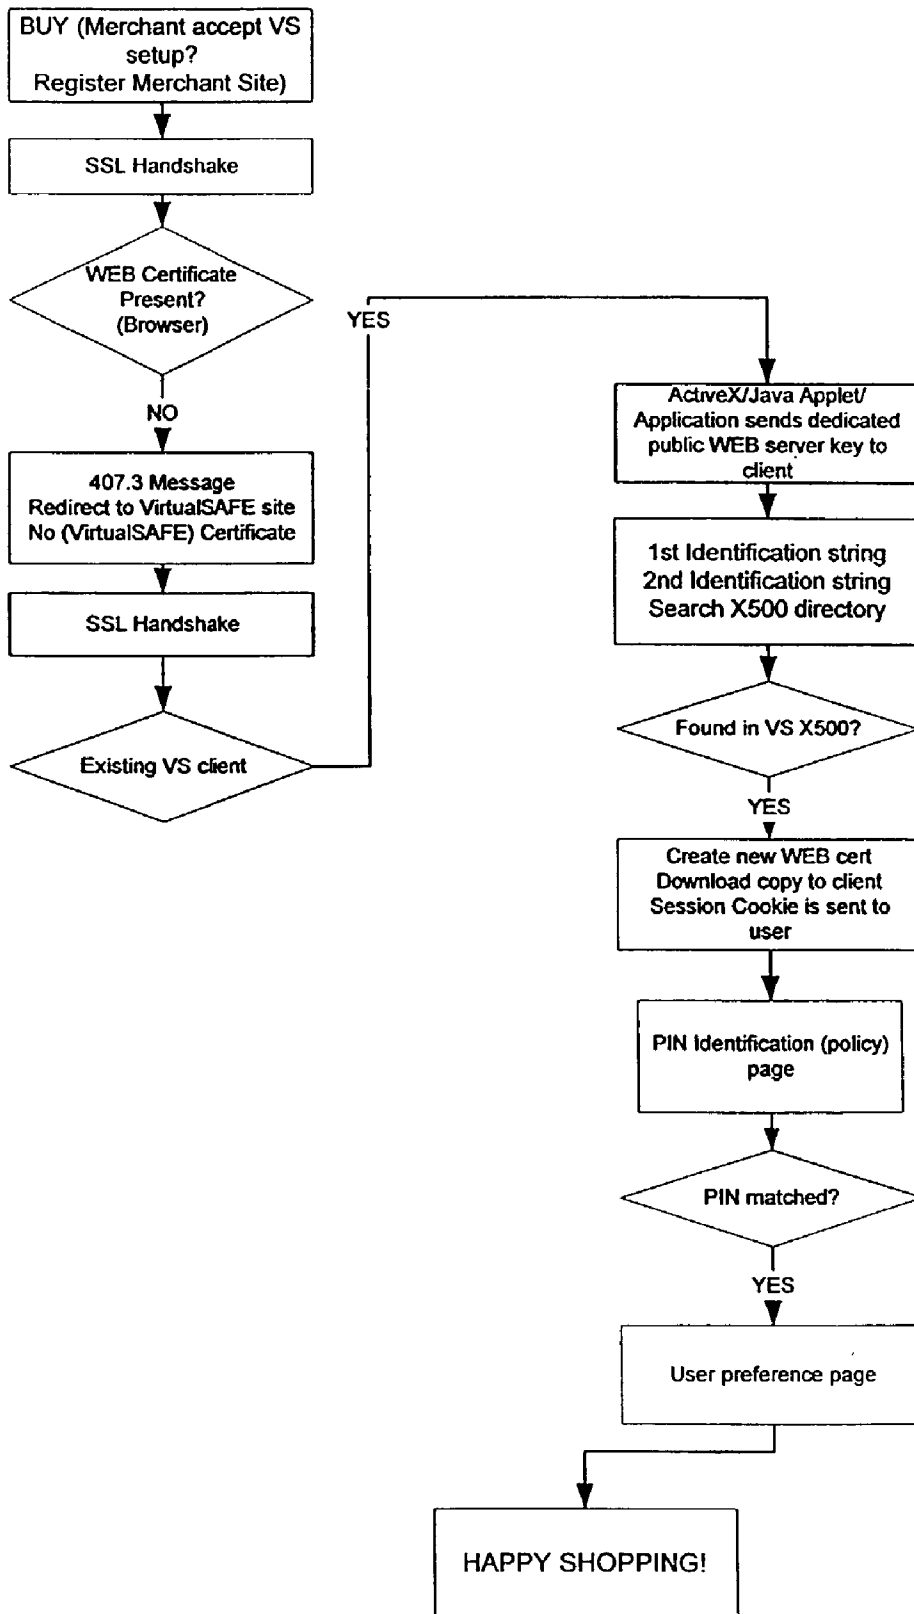 BUY (Merchant accept VS
setup?
Register Merchant Site)
SSL Handshake
WEB Certificate
Present?
(Browser)
NO
407.3 Message
Redirect to VirtualSAFE site
No (VirtualSAFE) Certificate
SSL Handshake
Existing VS client
YES
ActiveX/Java Applet/
Application sends dedicated
public WEB server key to
client
1st Identification string
2nd Identification string
Search X500 directory
Found in VS X500?
YES
Create new WEB cert
Download copy to client
Session Cookie is sent to
user
PIN Identification (policy)
page
PIN matched?
YES
User preference page
HAPPY SHOPPING!